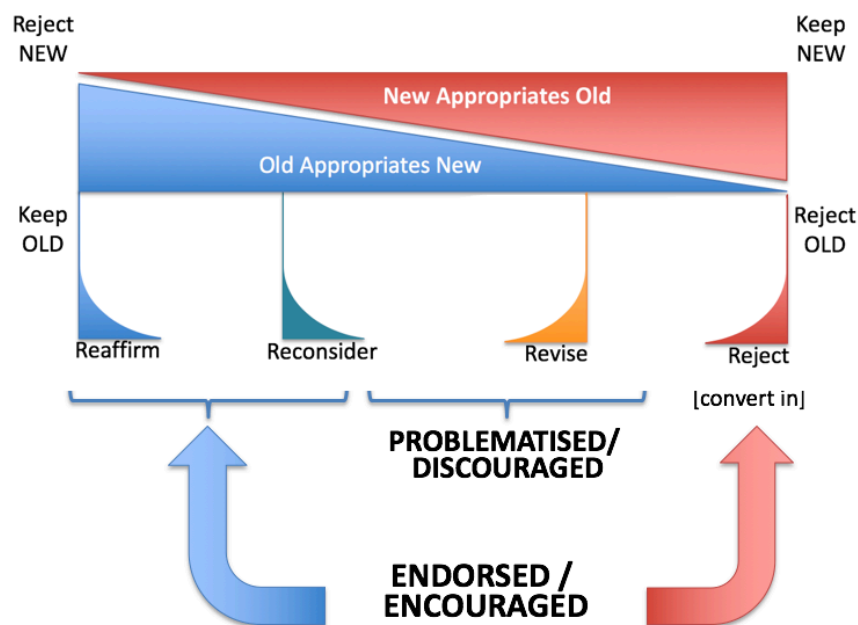 Reject
NEW
Keep
NEW
New Appropriates Old
Old Appropriates New
Keep
OLD
Reject
OLD
Reaffirm
Reconsider
Revise
Reject
[convert in]
PROBLEMATISED/
DISCOURAGED
ENDORSED /
ENCOURAGED